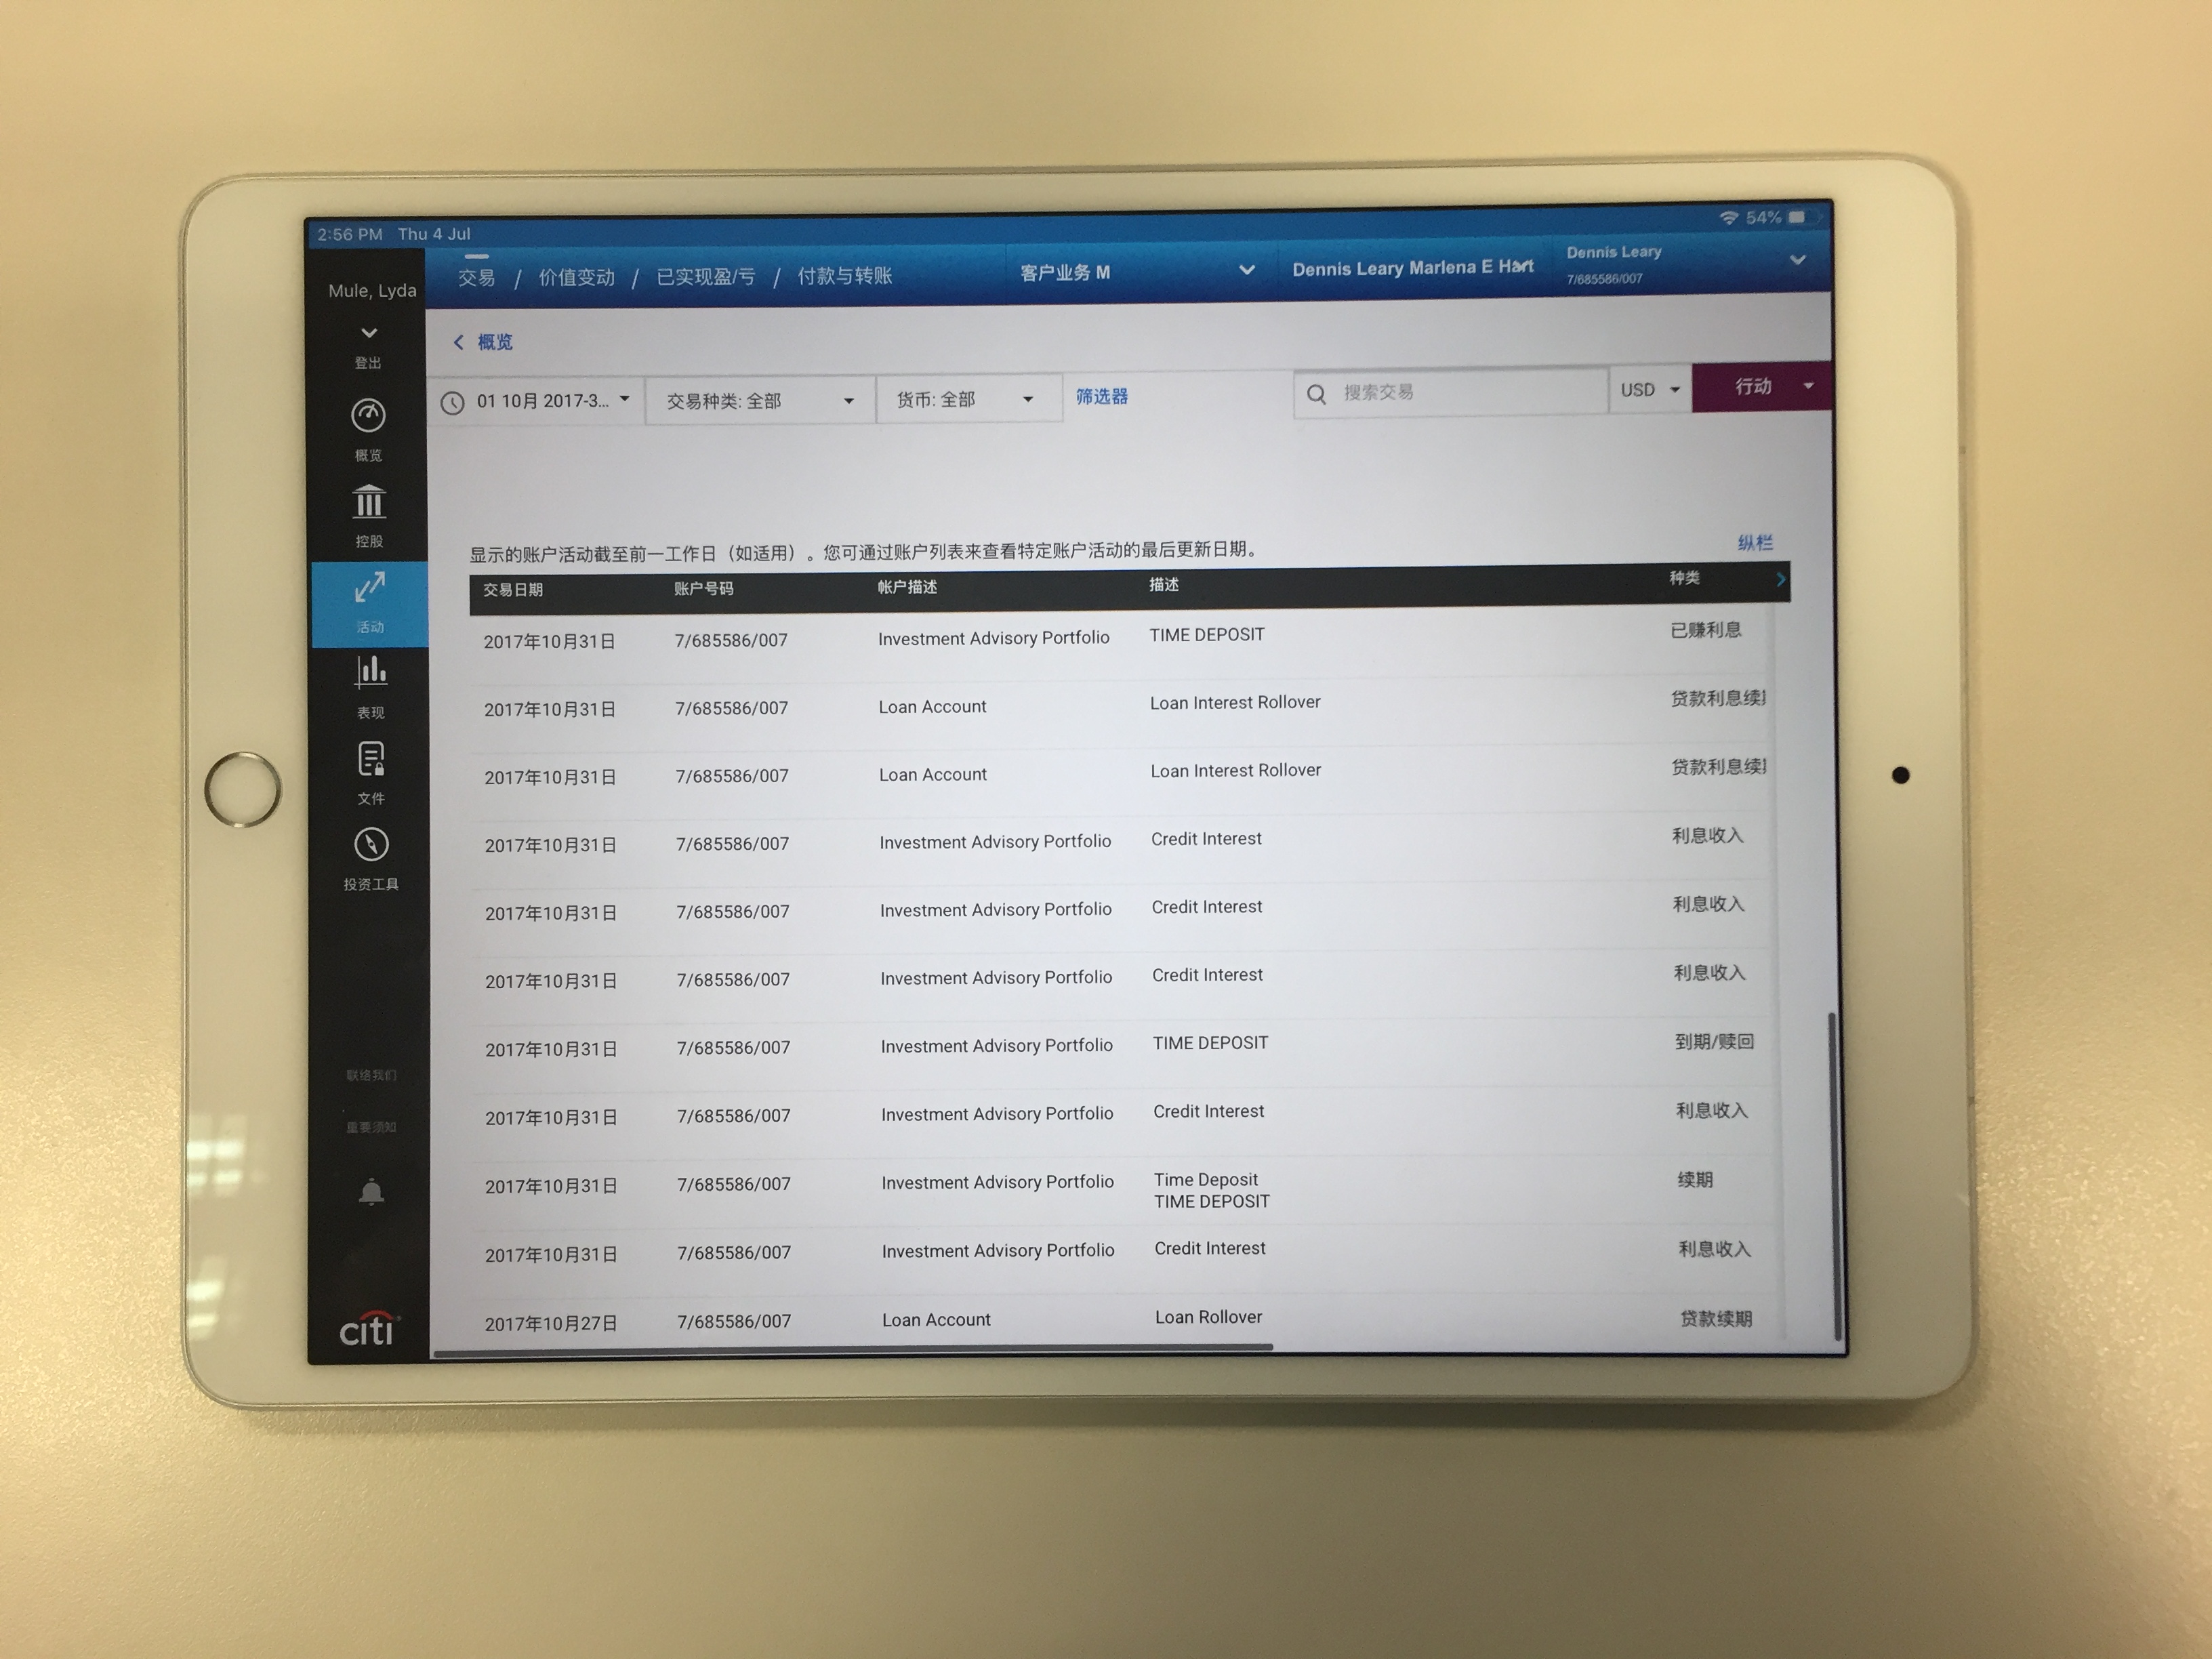 2:56 PM Thu 4 Jul 54%
Mule, Lyda
交易 / 价值变动 / 已实现盈/亏 / 付款与转账
客户业务 M
Dennis Leary Marlena E Hart
Dennis Leary
7/685586/007
登出
概览
控股
活动
表现
文件
投资工具
联络我们
重要须知
citi
概览
01 10月 2017-3... 交易种类: 全部 货币: 全部 筛选器 搜索交易 USD 行动
显示的账户活动截至前一工作日（如适用）。您可通过账户列表来查看特定账户活动的最后更新日期。 纵栏
交易日期 账户号码 帐户描述 描述 种类
2017年10月31日 7/685586/007 Investment Advisory Portfolio TIME DEPOSIT 已赚利息
2017年10月31日 7/685586/007 Loan Account Loan Interest Rollover 贷款利息续
2017年10月31日 7/685586/007 Loan Account Loan Interest Rollover 贷款利息续
2017年10月31日 7/685586/007 Investment Advisory Portfolio Credit Interest 利息收入
2017年10月31日 7/685586/007 Investment Advisory Portfolio Credit Interest 利息收入
2017年10月31日 7/685586/007 Investment Advisory Portfolio Credit Interest 利息收入
2017年10月31日 7/685586/007 Investment Advisory Portfolio TIME DEPOSIT 到期/赎回
2017年10月31日 7/685586/007 Investment Advisory Portfolio Credit Interest 利息收入
2017年10月31日 7/685586/007 Investment Advisory Portfolio Time Deposit 续期
TIME DEPOSIT
2017年10月31日 7/685586/007 Investment Advisory Portfolio Credit Interest 利息收入
2017年10月27日 7/685586/007 Loan Account Loan Rollover 贷款续期